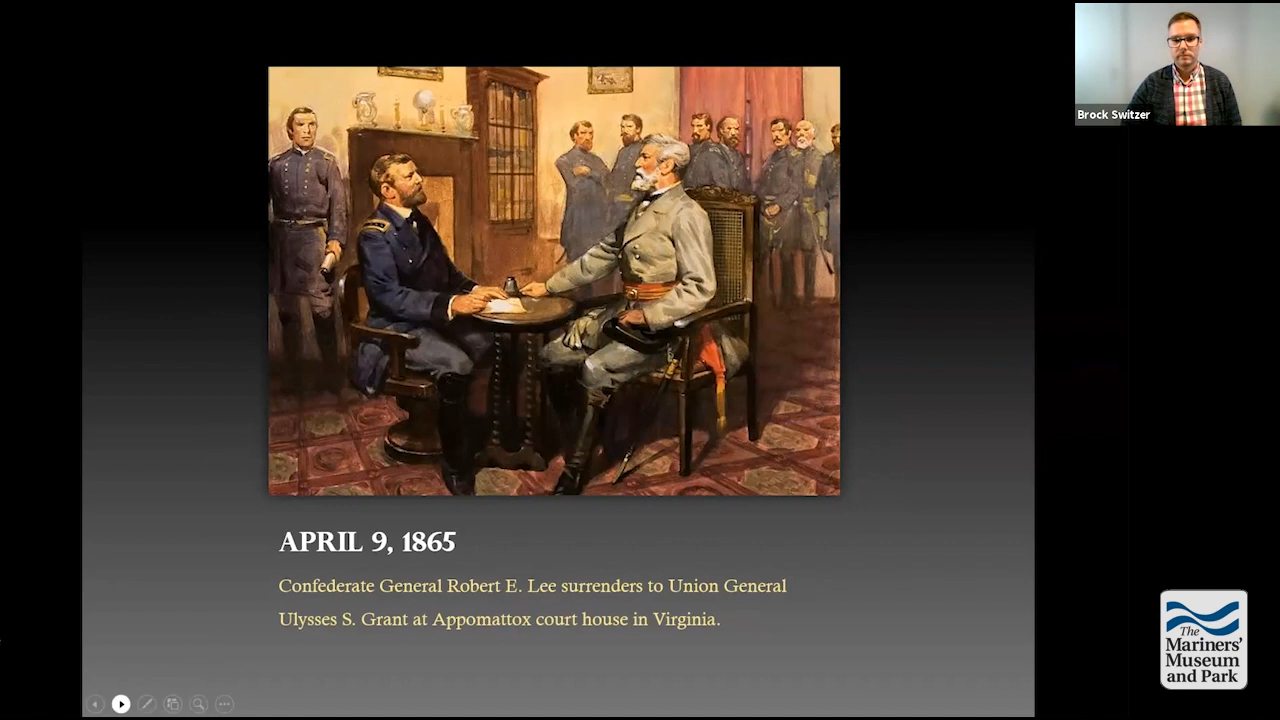 Brock Switzer
APRIL 9, 1865
Confederate General Robert E. Lee surrenders to Union General
Ulysses S. Grant at Appomattox court house in Virginia.
The
Mariners'
Museum
and Park